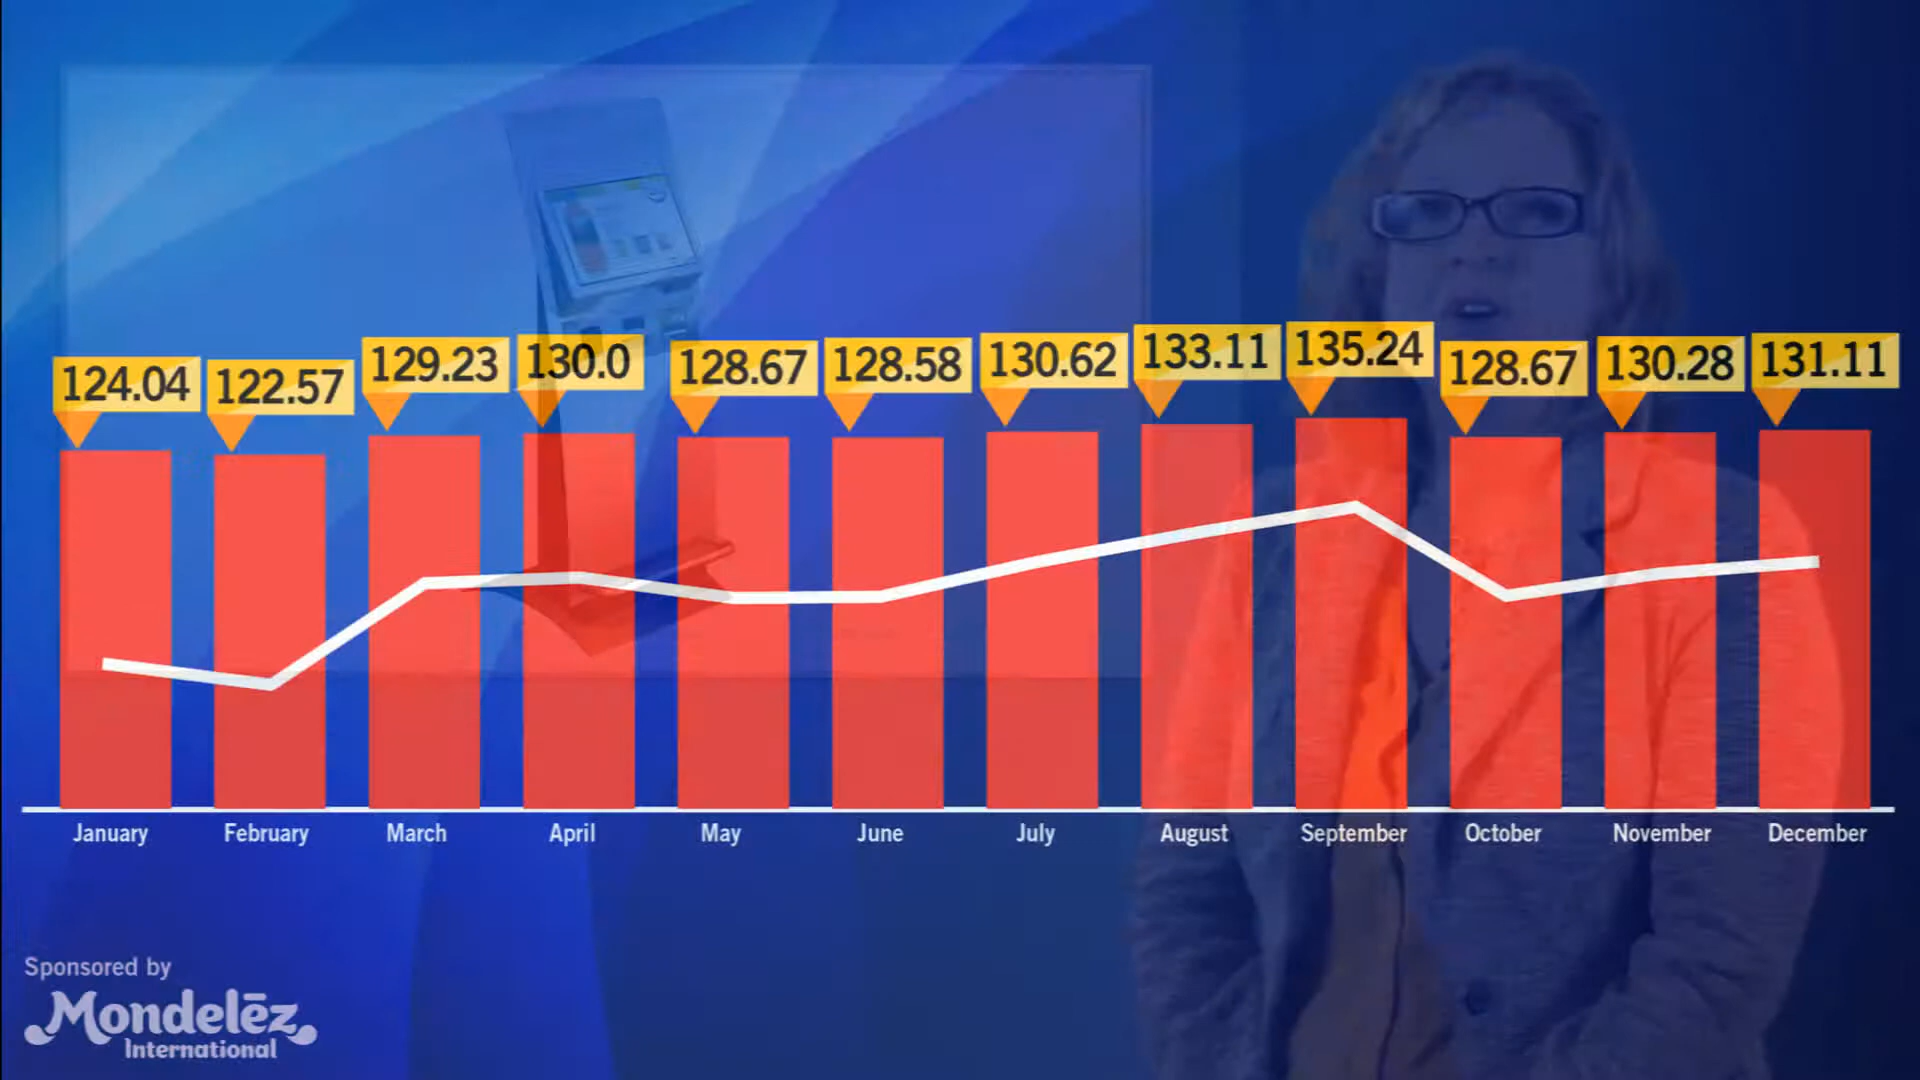 124.04 122.57 129.23 130.0 128.67 128.58 130.62 133.11 135.24 128.67 130.28 131.11
January February March April May June July August September October November December
Sponsored by
Mondelēz
International